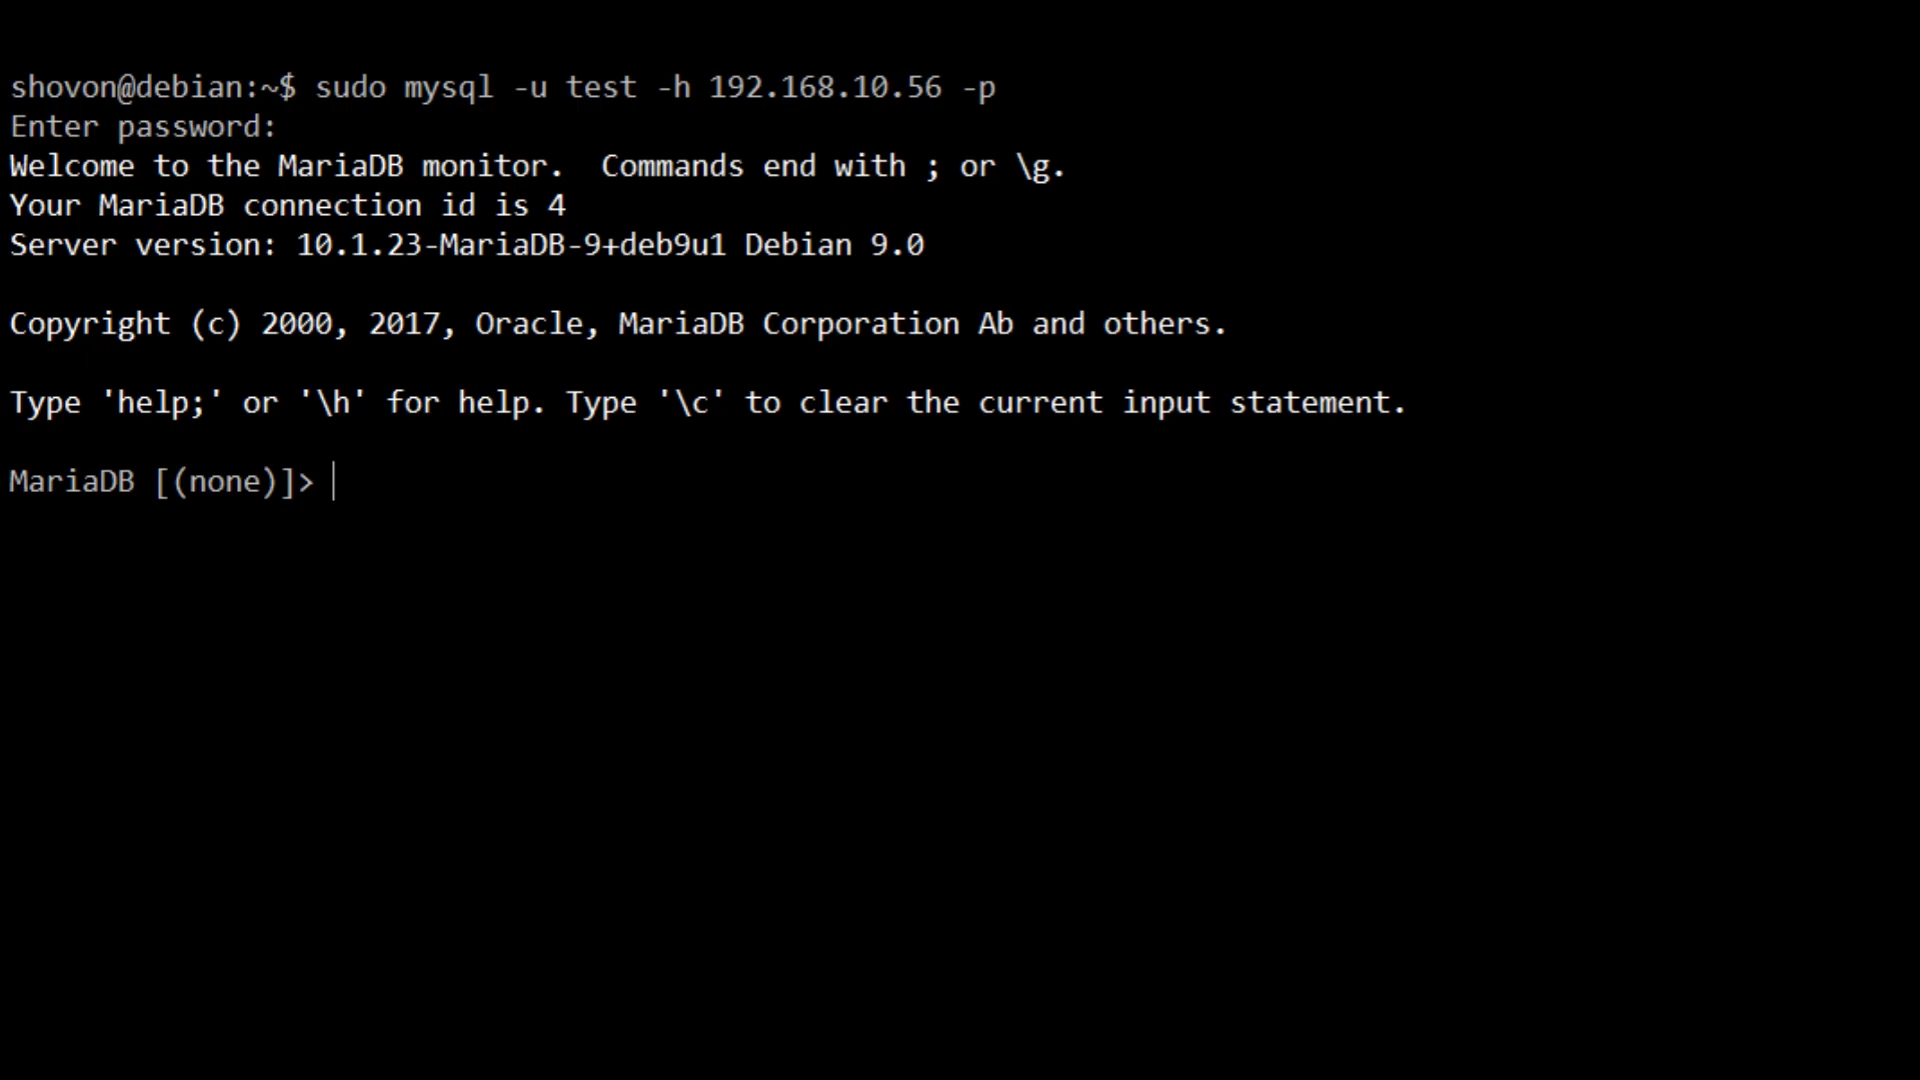 shovon@debian:~$ sudo mysql -u test -h 192.168.10.56 -p
Enter password:
Welcome to the MariaDB monitor.  Commands end with ; or \g.
Your MariaDB connection id is 4
Server version: 10.1.23-MariaDB-9+deb9u1 Debian 9.0
Copyright (c) 2000, 2017, Oracle, MariaDB Corporation Ab and others.
Type 'help;' or '\h' for help. Type '\c' to clear the current input statement.
MariaDB [(none)]>